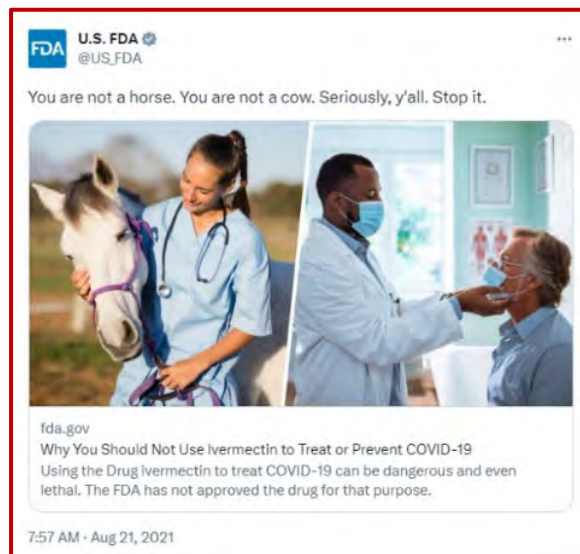 FDA
U.S. FDA
@US_FDA
You are not a horse. You are not a cow. Seriously, y'all. Stop it.
fda.gov
Why You Should Not Use Ivermectin to Treat or Prevent COVID-19
Using the Drug Ivermectin to treat COVID-19 can be dangerous and even
lethal. The FDA has not approved the drug for that purpose.
7:57 AM · Aug 21, 2021